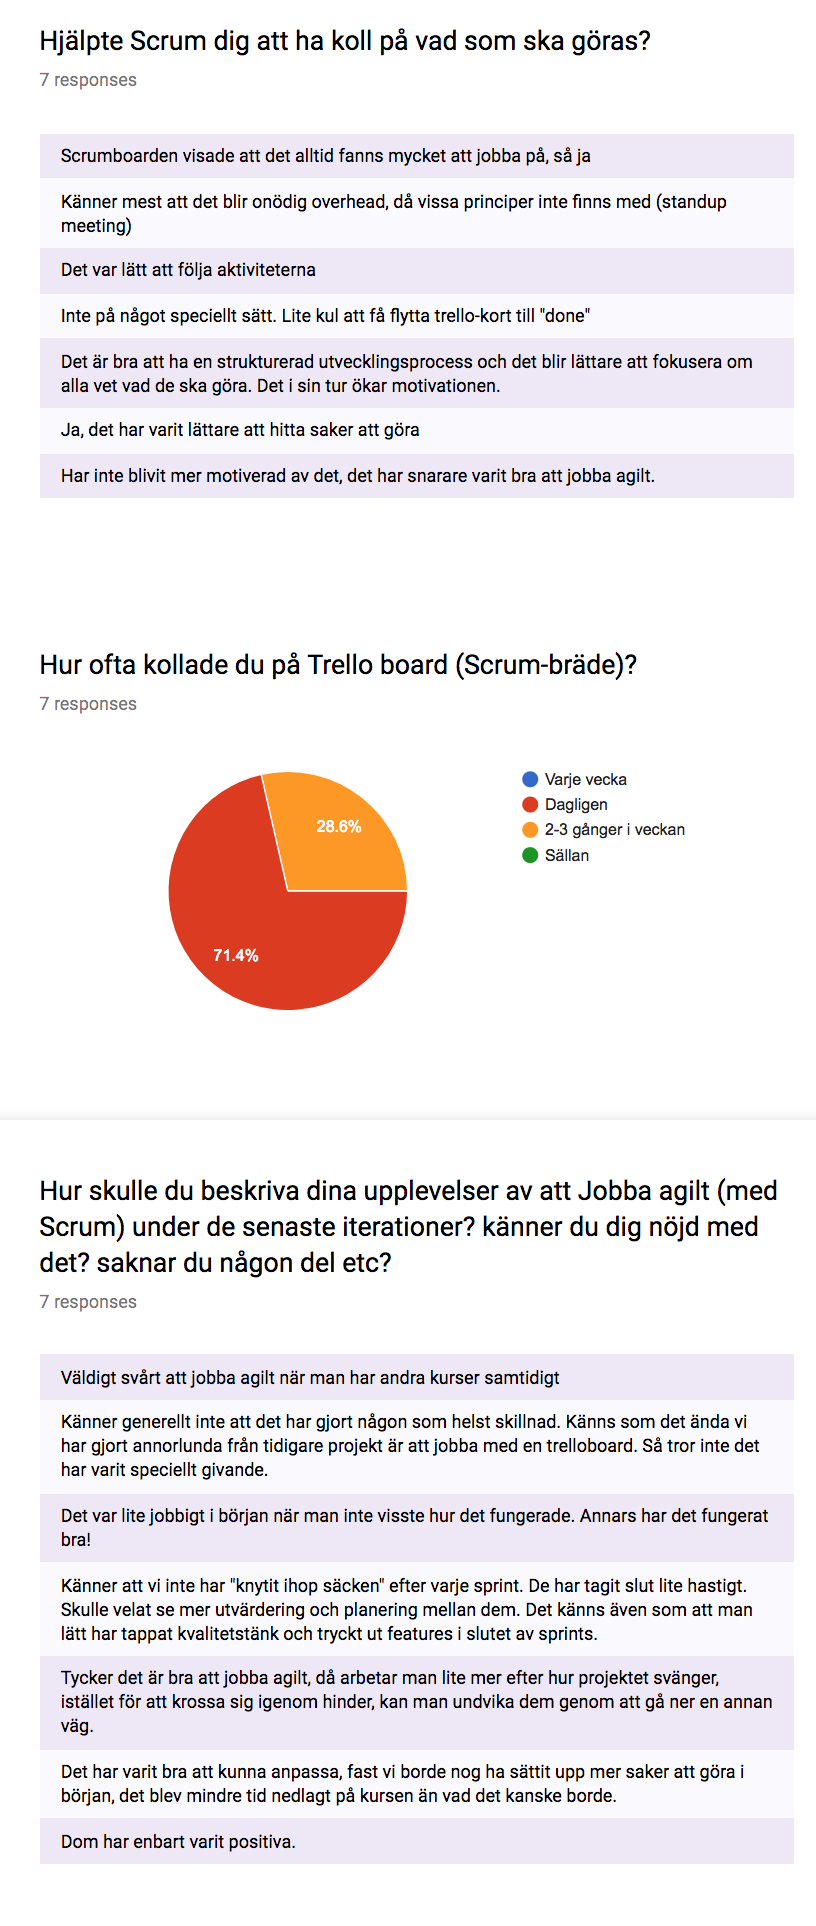 Hjälpte Scrum dig att ha koll på vad som ska göras?
7 responses
Scrumboarden visade att det alltid fanns mycket att jobba på, så ja
Känner mest att det blir onödig overhead, då vissa principer inte finns med (standup
meeting)
Det var lätt att följa aktiviteterna
Inte på något speciellt sätt. Lite kul att få flytta trello-kort till "done"
Det är bra att ha en strukturerad utvecklingsprocess och det blir lättare att fokusera om
alla vet vad de ska göra. Det i sin tur ökar motivationen.
Ja, det har varit lättare att hitta saker att göra
Har inte blivit mer motiverad av det, det har snarare varit bra att jobba agilt.
Hur ofta kollade du på Trello board (Scrum-bräde)?
7 responses
28.6%
71.4%
Varje vecka
Dagligen
2-3 gånger i veckan
Sällan
Hur skulle du beskriva dina upplevelser av att Jobba agilt (med
Scrum) under de senaste iterationer? känner du dig nöjd med
det? saknar du någon del etc?
7 responses
Väldigt svårt att jobba agilt när man har andra kurser samtidigt
Känner generellt inte att det har gjort någon som helst skillnad. Känns som det ända vi
har gjort annorlunda från tidigare projekt är att jobba med en trelloboard. Så tror inte det
har varit speciellt givande.
Det var lite jobbigt i början när man inte visste hur det fungerade. Annars har det fungerat
bra!
Känner att vi inte har "knytit ihop säcken" efter varje sprint. De har tagit slut lite hastigt.
Skulle velat se mer utvärdering och planering mellan dem. Det känns även som att man
lätt har tappat kvalitetstänk och tryckt ut features i slutet av sprints.
Tycker det är bra att jobba agilt, då arbetar man lite mer efter hur projektet svänger,
istället för att krossa sig igenom hinder, kan man undvika dem genom att gå ner en annan
väg.
Det har varit bra att kunna anpassa, fast vi borde nog ha sättit upp mer saker att göra i
början, det blev mindre tid nedlagt på kursen än vad det kanske borde.
Dom har enbart varit positiva.